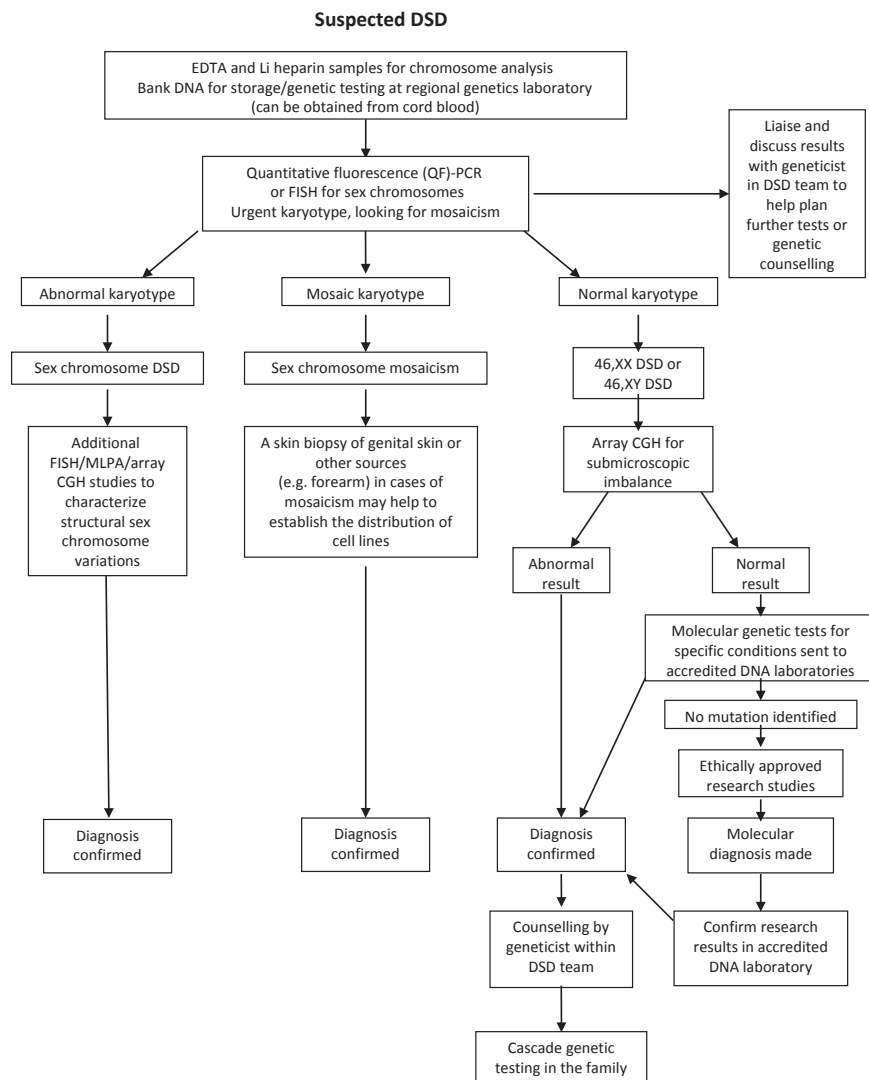 Suspected DSD
EDTA and Li heparin samples for chromosome analysis
Bank DNA for storage/genetic testing at regional genetics laboratory
(can be obtained from cord blood)
Liaise and
discuss results
with geneticist
in DSD team to
help plan
further tests or
genetic
counselling
Quantitative fluorescence (QF)-PCR
or FISH for sex chromosomes
Urgent karyotype, looking for mosaicism
Abnormal karyotype
Mosaic karyotype
Normal karyotype
Sex chromosome DSD
Sex chromosome mosaicism
46,XX DSD or
46,XY DSD
Additional
FISH/MLPA/array
CGH studies to
characterize
structural sex
chromosome
variations
A skin biopsy of genital skin or
other sources
(e.g. forearm) in cases of
mosaicism may help to
establish the distribution of
cell lines
Array CGH for
submicroscopic
imbalance
Abnormal
result
Normal
result
Molecular genetic tests for
specific conditions sent to
accredited DNA laboratories
No mutation identified
Ethically approved
research studies
Diagnosis
confirmed
Diagnosis
confirmed
Diagnosis
confirmed
Molecular
diagnosis made
Counselling by
geneticist within
DSD team
Confirm research
results in accredited
DNA laboratory
Cascade genetic
testing in the family